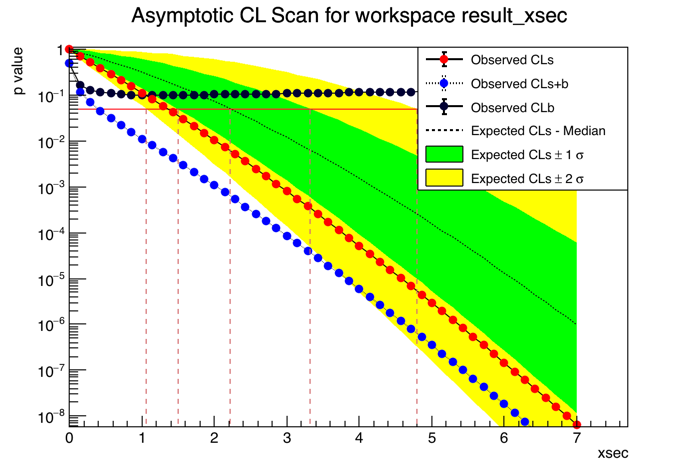 Asymptotic CL Scan for workspace result_xsec
p value
Observed CLs
Observed CLs+b
Observed CLb
Expected CLs - Median
Expected CLs ± 1 σ
Expected CLs ± 2 σ
1
10⁻¹
10⁻²
10⁻³
10⁻⁴
10⁻⁵
10⁻⁶
10⁻⁷
10⁻⁸
0 1 2 3 4 5 6 7
xsec